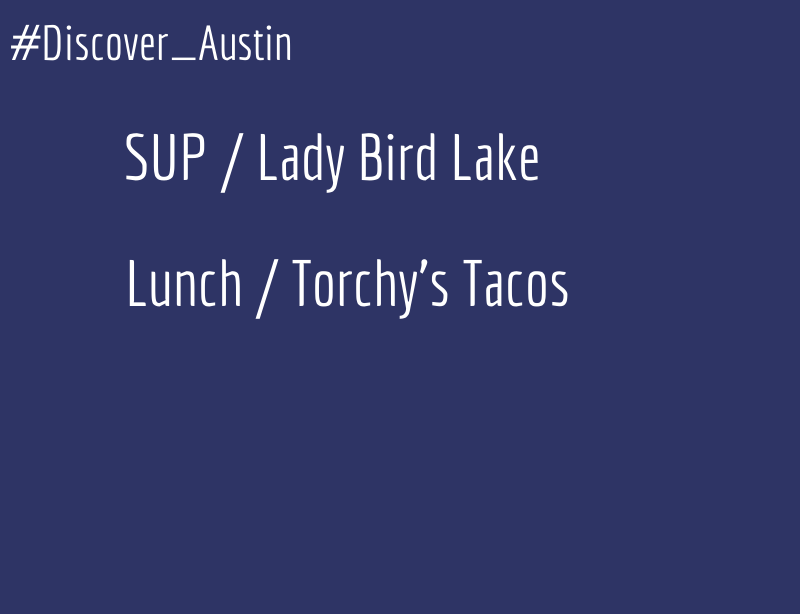 #Discover_Austin
SUP / Lady Bird Lake
Lunch / Torchy's Tacos